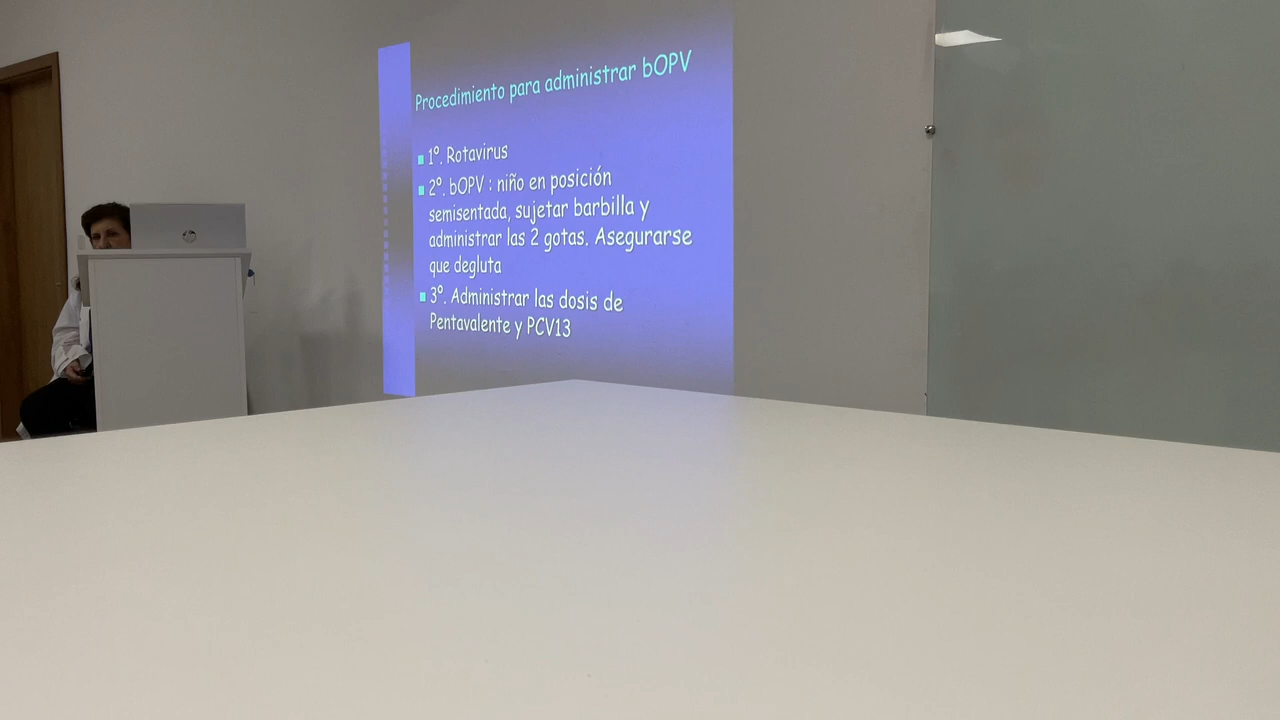 Procedimiento para administrar bOPV
1º. Rotavirus
2º. bOPV : niño en posición
semisentada, sujetar barbilla y
administrar las 2 gotas. Asegurarse
que degluta
3º. Administrar las dosis de
Pentavalente y PCV13